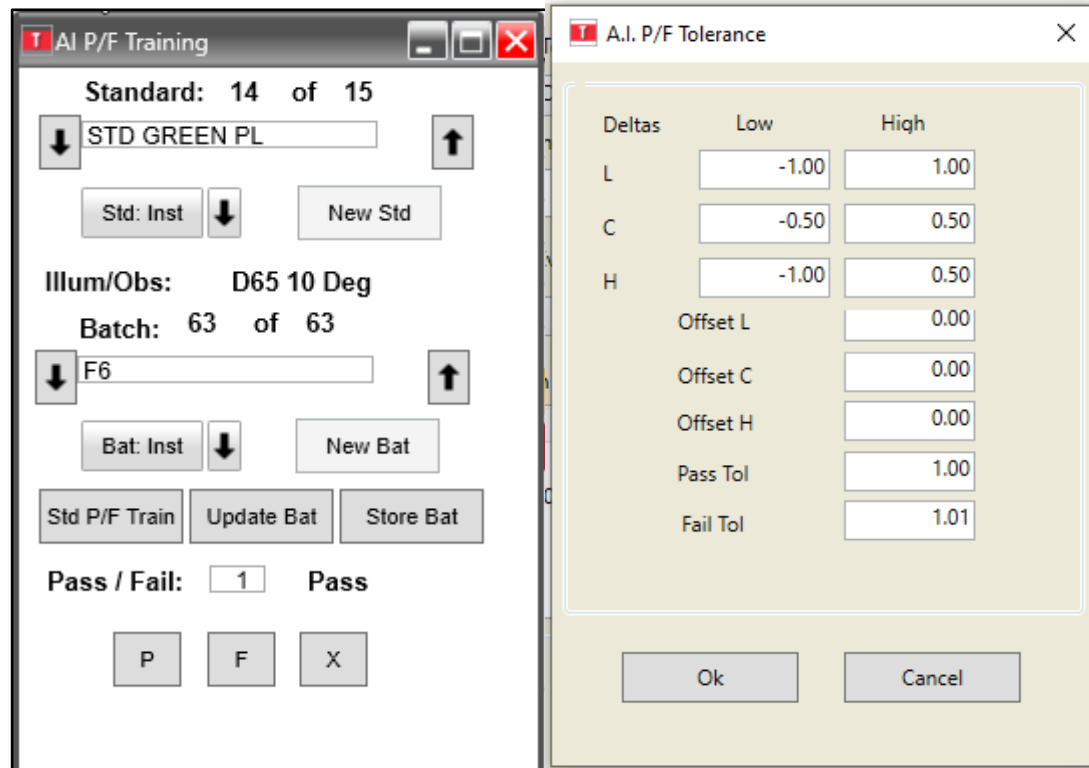 T AI P/F Training
Standard: 14 of 15
STD GREEN PL
Std: Inst New Std
Illum/Obs: D65 10 Deg
Batch: 63 of 63
F6
Bat: Inst New Bat
Std P/F Train Update Bat Store Bat
Pass / Fail: 1 Pass
P F X
T A.I. P/F Tolerance
Deltas Low High
L -1.00 1.00
C -0.50 0.50
H -1.00 0.50
Offset L 0.00
Offset C 0.00
Offset H 0.00
Pass Tol 1.00
Fail Tol 1.01
Ok Cancel